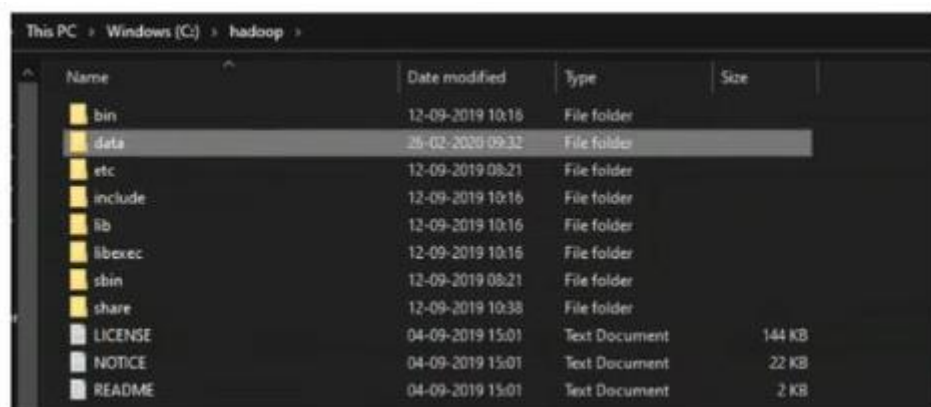 This PC > Windows (C:) > hadoop >
Name Date modified Type Size
bin 12-09-2019 10:16 File folder
data 26-02-2020 09:32 File folder
etc 12-09-2019 08:21 File folder
include 12-09-2019 10:16 File folder
lib 12-09-2019 10:16 File folder
libexec 12-09-2019 10:16 File folder
sbin 12-09-2019 08:21 File folder
share 12-09-2019 10:38 File folder
LICENSE 04-09-2019 15:01 Text Document 144 KB
NOTICE 04-09-2019 15:01 Text Document 22 KB
README 04-09-2019 15:01 Text Document 2 KB